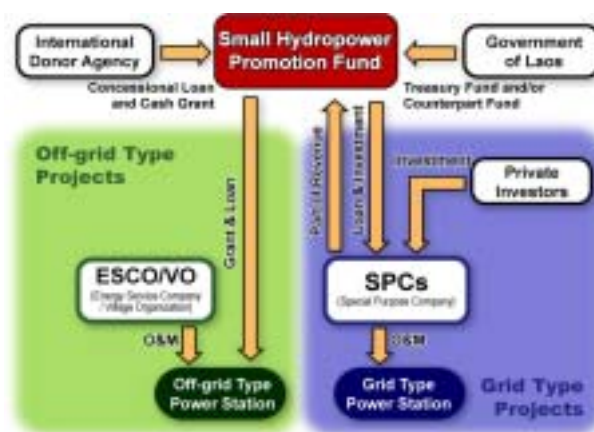 International
Donor Agency
Small Hydropower
Promotion Fund
Government
of Laos
Concessional Loan
and Cash Grant
Treasury Fund and/or
Counterpart Fund
Off-grid Type
Projects
Grant & Loan
Part of Revenue
Loan & Investment
Investment
Private
Investors
ESCO/VO
(Energy Service Company
/ Village Organization)
SPCs
(Special Purpose Company)
O&M
O&M
Off-grid Type
Power Station
Grid Type
Power Station
Grid Type
Projects